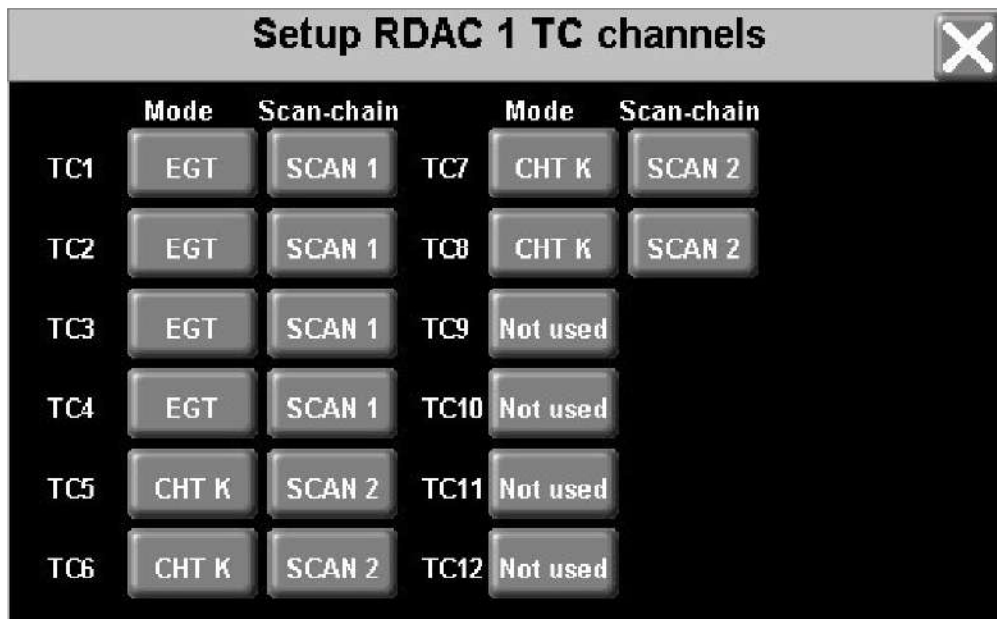 Setup RDAC 1 TC channels
Mode Scan-chain Mode Scan-chain
TC1 EGT SCAN 1 TC7 CHT K SCAN 2
TC2 EGT SCAN 1 TC8 CHT K SCAN 2
TC3 EGT SCAN 1 TC9 Not used
TC4 EGT SCAN 1 TC10 Not used
TC5 CHT K SCAN 2 TC11 Not used
TC6 CHT K SCAN 2 TC12 Not used